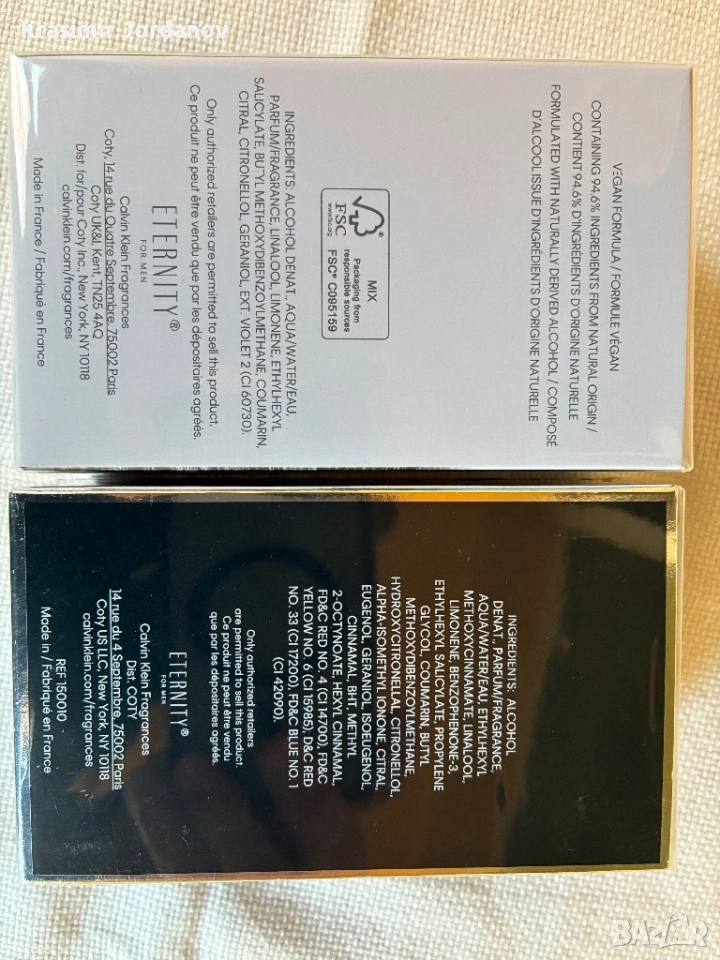 Krasimir Jordanov
VEGAN FORMULA / FORMULE VÉGAN
CONTAINING 94,6% INGREDIENTS FROM NATURAL ORIGIN /
CONTIENT 94,6% D'INGRÉDIENTS D'ORIGINE NATURELLE
FORMULATED WITH NATURALLY DERIVED ALCOHOL / COMPOSÉ
D'ALCOOL ISSUE D'INGRÉDIENTS D'ORIGINE NATURELLE
FSC
www.fsc.org
MIX
Packaging from
responsible sources
FSC® C095159
INGREDIENTS: ALCOHOL DENAT., AQUA/WATER/EAU,
PARFUM/FRAGRANCE, LINALOOL, LIMONENE, ETHYLHEXYL
SALICYLATE, BUTYL METHOXYDIBENZOYLMETHANE, COUMARIN,
CITRAL, CITRONELLOL, GERANIOL, EXT. VIOLET 2 (CI 60730).
Only authorized retailers are permitted to sell this product.
Ce produit ne peut être vendu que par les dépositaires agréés.
ETERNITY®
FOR MEN
Calvin Klein Fragrances
Coty, 14 rue du Quatre Septembre, 75002 Paris
Coty UK&I, Kent, TN25 4AQ
Dist. for/pour Coty Inc., New York, NY 10118
calvinklein.com/fragrances
Made in France / Fabriqué en France
INGREDIENTS: ALCOHOL
DENAT., PARFUM/FRAGRANCE,
AQUA/WATER/EAU, ETHYLHEXYL
METHOXYCINNAMATE, LINALOOL,
LIMONENE, BENZOPHENONE-3,
ETHYLHEXYL SALICYLATE, PROPYLENE
GLYCOL, COUMARIN, BUTYL
METHOXYDIBENZOYLMETHANE,
HYDROXYCITRONELLAL, CITRONELLOL,
ALPHA-ISOMETHYL IONONE, CITRAL,
EUGENOL, GERANIOL, ISOEUGENOL,
CINNAMAL, BHT, METHYL
2-OCTYNOATE, HEXYL CINNAMAL,
FD&C RED NO. 4 (CI 14700), FD&C
YELLOW NO. 6 (CI 15985), D&C RED
NO. 33 (CI 17200), FD&C BLUE NO. 1
(CI 42090).
Only authorized retailers
are permitted to sell this product.
Ce produit ne peut être vendu
que par les dépositaires agréés.
ETERNITY®
FOR MEN
Calvin Klein Fragrances
Dist. COTY
14 rue du 4 Septembre, 75002 Paris
Coty US LLC, New York, NY 10118
calvinklein.com/fragrances
REF 150010
Made in / Fabriqué en France
BAZAR